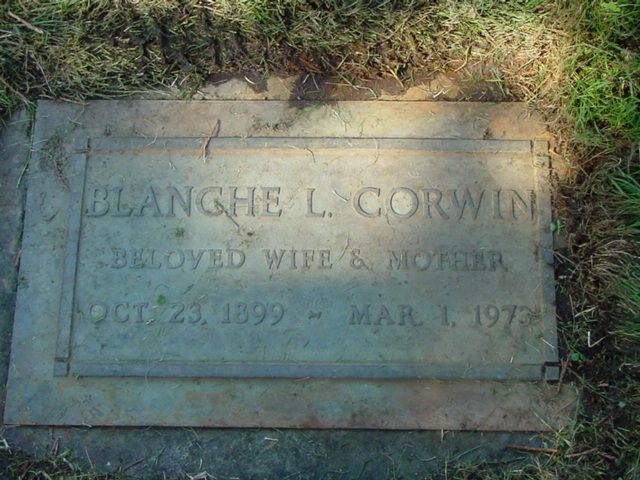 BLANCHE L. CORWIN
BELOVED WIFE & MOTHER
OCT. 23, 1899 - MAR. 1, 1973